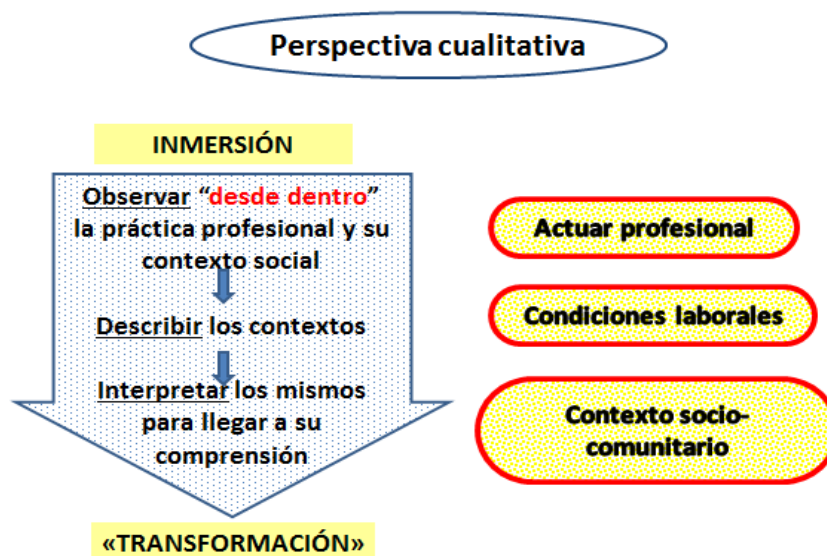 Perspectiva cualitativa
INMERSIÓN
Observar “desde dentro”
la práctica profesional y su
contexto social
Describir los contextos
Interpretar los mismos
para llegar a su
comprensión
«TRANSFORMACIÓN»
Actuar profesional
Condiciones laborales
Contexto socio-
comunitario